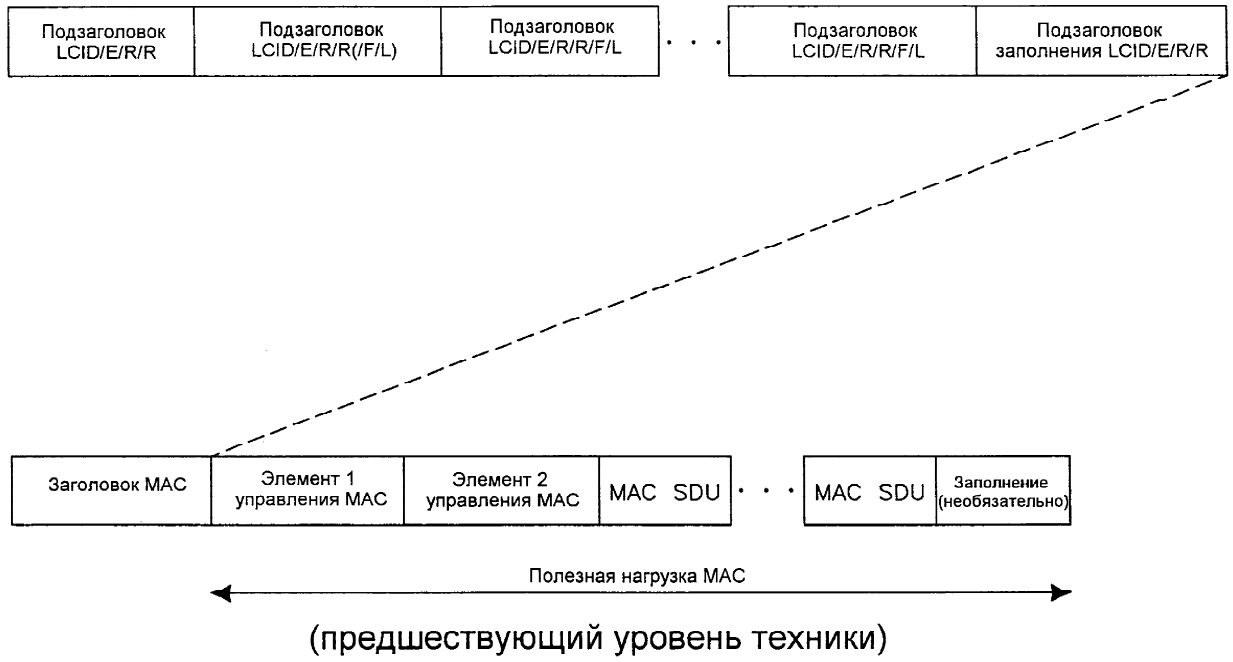 Подзаголовок
LCID/E/R/R
Подзаголовок
LCID/E/R/R(/F/L)
Подзаголовок
LCID/E/R/R/F/L
· · ·
Подзаголовок
LCID/E/R/R/F/L
Подзаголовок
заполнения LCID/E/R/R
Заголовок MAC
Элемент 1
управления MAC
Элемент 2
управления MAC
MAC SDU
· · ·
MAC SDU
Заполнение
(необязательно)
Полезная нагрузка MAC
(предшествующий уровень техники)